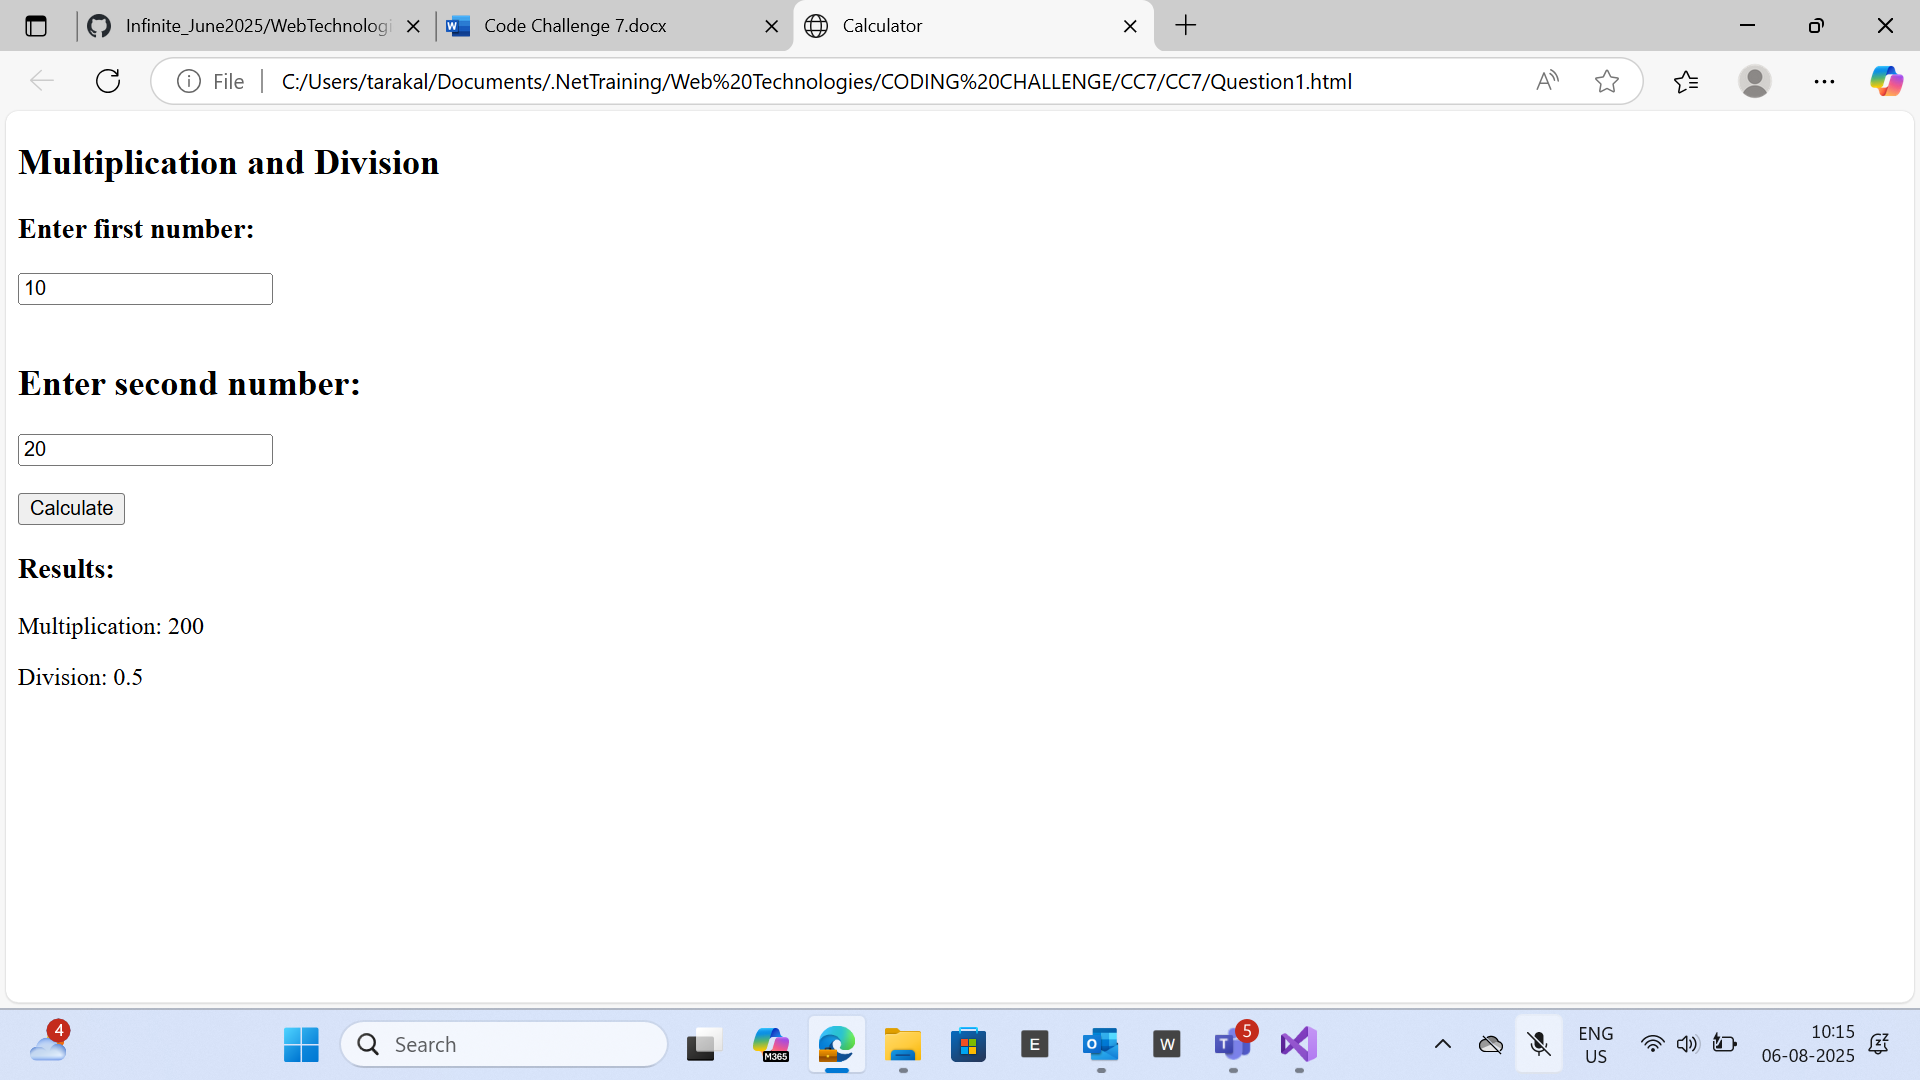 Infinite_June2025/WebTechnologi
Code Challenge 7.docx
Calculator
File
C:/Users/tarakal/Documents/.NetTraining/Web%20Technologies/CODING%20CHALLENGE/CC7/CC7/Question1.html
Multiplication and Division
Enter first number:
10
Enter second number:
20
Calculate
Results:
Multiplication: 200
Division: 0.5
4
Search
M365
E
O
W
T
5
ENG
US
10:15
06-08-2025